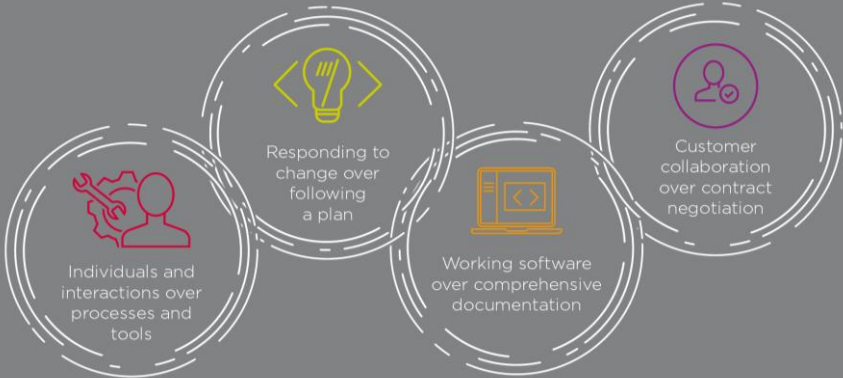 Individuals and
interactions over
processes and
tools
Responding to
change over
following
a plan
Working software
over comprehensive
documentation
Customer
collaboration
over contract
negotiation